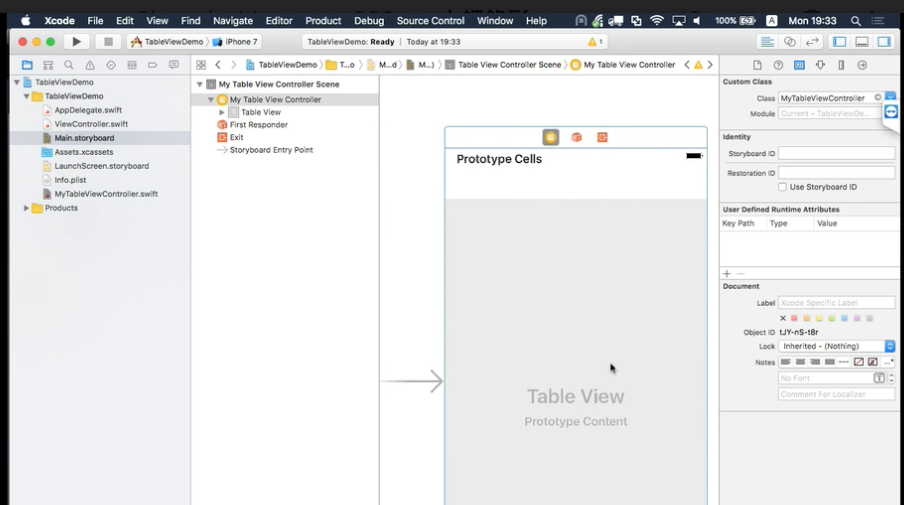 Xcode File Edit View Find Navigate Editor Product Debug Source Control Window Help 100% A Mon 19:33
TableViewDemo iPhone 7 TableViewDemo: Ready Today at 19:33 1
TableViewDemo T...o M...d M...) Table View Controller Scene My Table View Controller
TableViewDemo
TableViewDemo
AppDelegate.swift
ViewController.swift
Main.storyboard
Assets.xcassets
LaunchScreen.storyboard
Info.plist
MyTableViewController.swift
Products
My Table View Controller Scene
My Table View Controller
Table View
First Responder
Exit
Storyboard Entry Point
Prototype Cells
Table View
Prototype Content
Custom Class
Class MyTableViewController
Module Current – TableViewDe...
Identity
Storyboard ID
Restoration ID
Use Storyboard ID
User Defined Runtime Attributes
Key Path Type Value
Document
Label Xcode Specific Label
Object ID tJY-nS-t8r
Lock Inherited - (Nothing)
Notes
No Font
Comment For Localizer